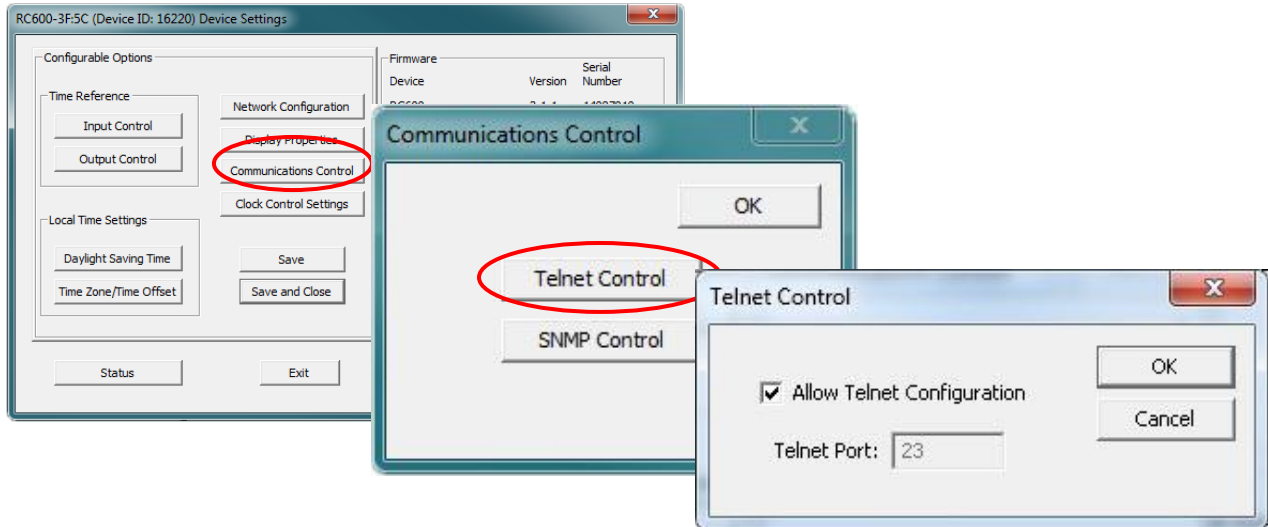 RC600-3F:5C (Device ID: 16220) Device Settings
Configurable Options
Time Reference
Input Control
Output Control
Network Configuration
Display Properties
Communications Control
Clock Control Settings
Local Time Settings
Daylight Saving Time
Time Zone/Time Offset
Save
Save and Close
Status
Exit
Firmware
Serial
Device Version Number
Communications Control
OK
Telnet Control
SNMP Control
Telnet Control
Allow Telnet Configuration
Telnet Port: 23
OK
Cancel